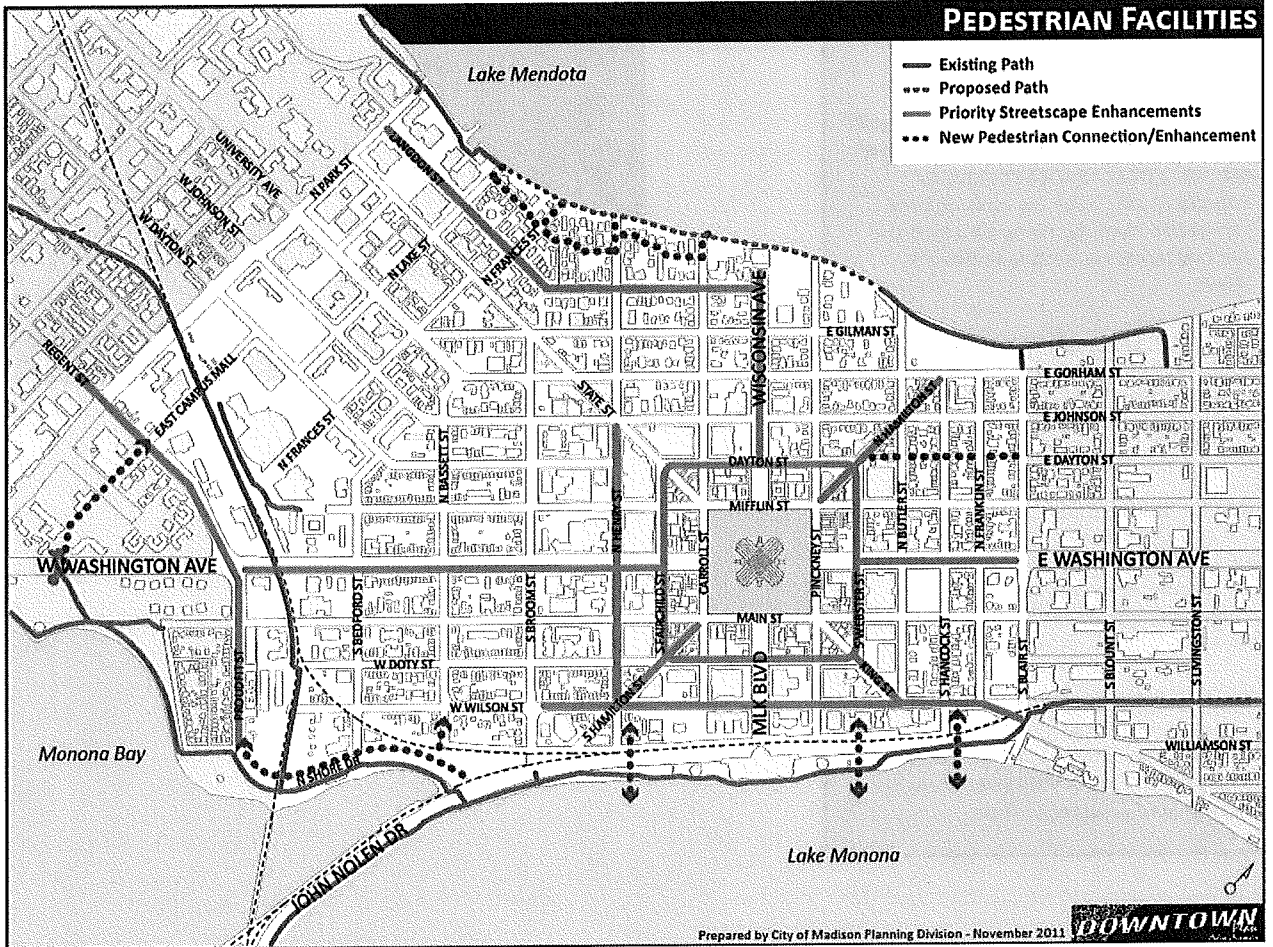 PEDESTRIAN FACILITIES
Existing Path
Proposed Path
Priority Streetscape Enhancements
New Pedestrian Connection/Enhancement
Lake Mendota
UNIVERSITY AVE
W JOHNSON ST
W DAYTON ST
N PARK ST
LANGDON ST
N LAKE ST
N FRANCES ST
WISCONSIN AVE
E GILMAN ST
STATE ST
E GORHAM ST
E JOHNSON ST
E DAYTON ST
N HAMILTON ST
REGENT ST
EAST CAMPUS MALL
N FRANCES ST
N BASSETT ST
N HENRY ST
DAYTON ST
MIFFLIN ST
N BUTLER ST
N FRANKLIN ST
W WASHINGTON AVE
CARROLL ST
PINCKNEY ST
E WASHINGTON AVE
S BEDFORD ST
S BROOM ST
S FAIRCHILD ST
MAIN ST
S WEBSTER ST
W DOTY ST
PROUDFIT ST
W WILSON ST
S HAMILTON ST
MLK BLVD
KING ST
S HANCOCK ST
S BLAIR ST
S BLOUNT ST
S LIVINGSTON ST
WILLIAMSON ST
Monona Bay
N SHORE DR
JOHN NOLEN DR
Lake Monona
Prepared by City of Madison Planning Division - November 2011
DOWNTOWN